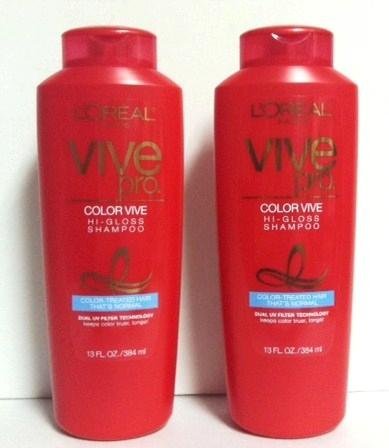 L'ORÉAL
PARIS
VIVE
pro.
COLOR VIVE
HI-GLOSS
SHAMPOO
COLOR-TREATED HAIR
THAT'S NORMAL
DUAL UV FILTER TECHNOLOGY
keeps color truer, longer
13 FL. OZ./384 ml
L'ORÉAL
PARIS
VIVE
pro.
COLOR VIVE
HI-GLOSS
SHAMPOO
COLOR-TREATED HAIR
THAT'S NORMAL
DUAL UV FILTER TECHNOLOGY
keeps color truer, longer
13 FL. OZ./384 ml